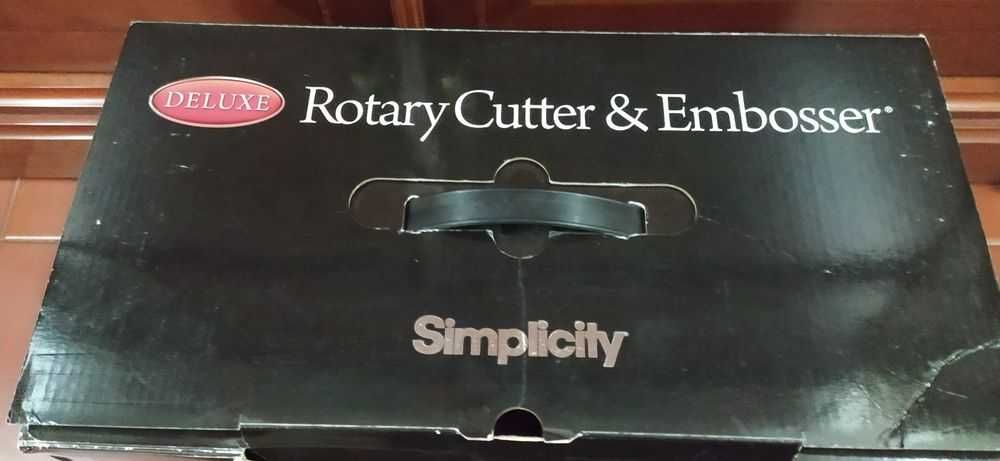 DELUXE Rotary Cutter & Embosser®
Simplicity